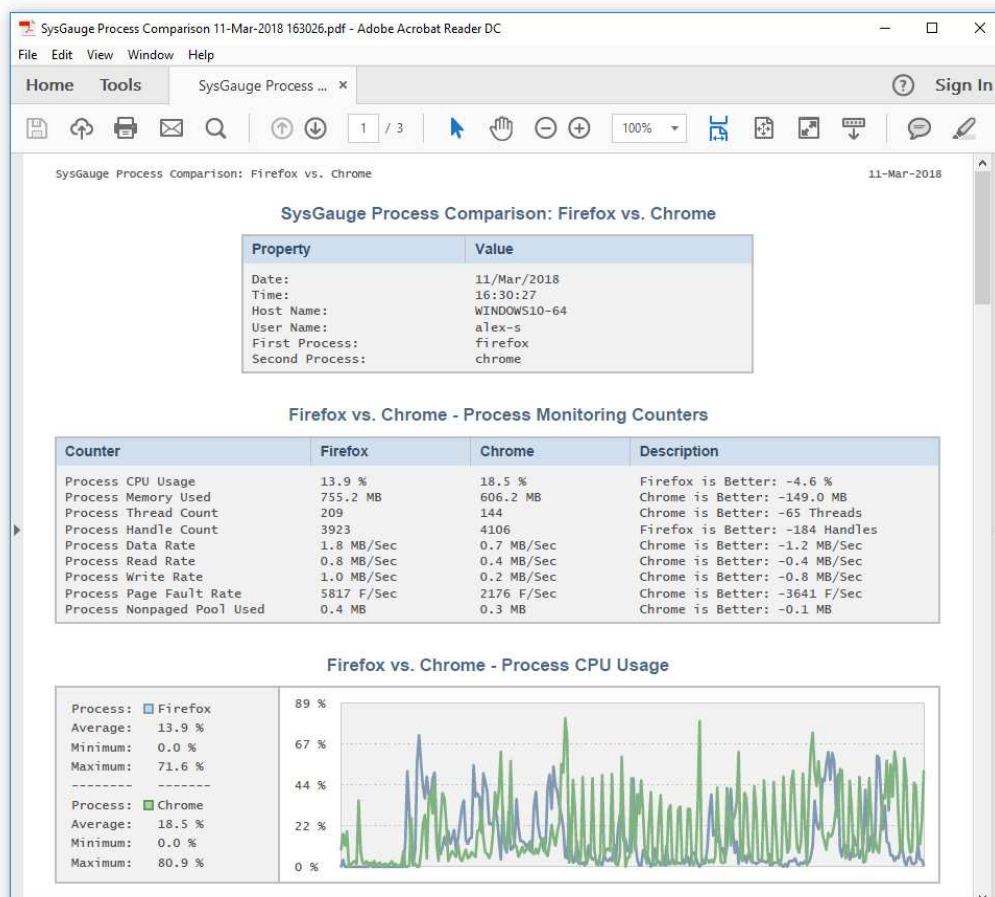 SysGauge Process Comparison 11-Mar-2018 163026.pdf - Adobe Acrobat Reader DC
File Edit View Window Help
Home Tools SysGauge Process ... × ? Sign In
1 / 3 100%
SysGauge Process Comparison: Firefox vs. Chrome 11-Mar-2018
SysGauge Process Comparison: Firefox vs. Chrome
Property Value
Date: 11/Mar/2018
Time: 16:30:27
Host Name: WINDOWS10-64
User Name: alex-s
First Process: firefox
Second Process: chrome
Firefox vs. Chrome - Process Monitoring Counters
Counter Firefox Chrome Description
Process CPU Usage 13.9 % 18.5 % Firefox is Better: -4.6 %
Process Memory Used 755.2 MB 606.2 MB Chrome is Better: -149.0 MB
Process Thread Count 209 144 Chrome is Better: -65 Threads
Process Handle Count 3923 4106 Firefox is Better: -184 Handles
Process Data Rate 1.8 MB/Sec 0.7 MB/Sec Chrome is Better: -1.2 MB/Sec
Process Read Rate 0.8 MB/Sec 0.4 MB/Sec Chrome is Better: -0.4 MB/Sec
Process Write Rate 1.0 MB/Sec 0.2 MB/Sec Chrome is Better: -0.8 MB/Sec
Process Page Fault Rate 5817 F/Sec 2176 F/Sec Chrome is Better: -3641 F/Sec
Process Nonpaged Pool Used 0.4 MB 0.3 MB Chrome is Better: -0.1 MB
Firefox vs. Chrome - Process CPU Usage
Process: Firefox
Average: 13.9 %
Minimum: 0.0 %
Maximum: 71.6 %
-------- -------
Process: Chrome
Average: 18.5 %
Minimum: 0.0 %
Maximum: 80.9 %
89 %
67 %
44 %
22 %
0 %